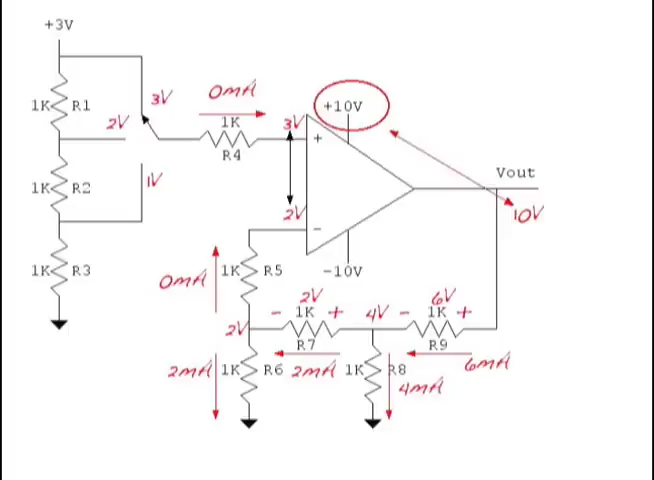 +3V
1K R1
2V
3V
0mA
1K
R4
3V
+
+10V
Vout
10V
1K R2
1V
2V
-
-10V
1K R3
0mA
1K R5
2V
- 1K +
R7
2V
4V
6V
- 1K +
R9
2mA
1K R6
2mA
1K R8
4mA
6mA